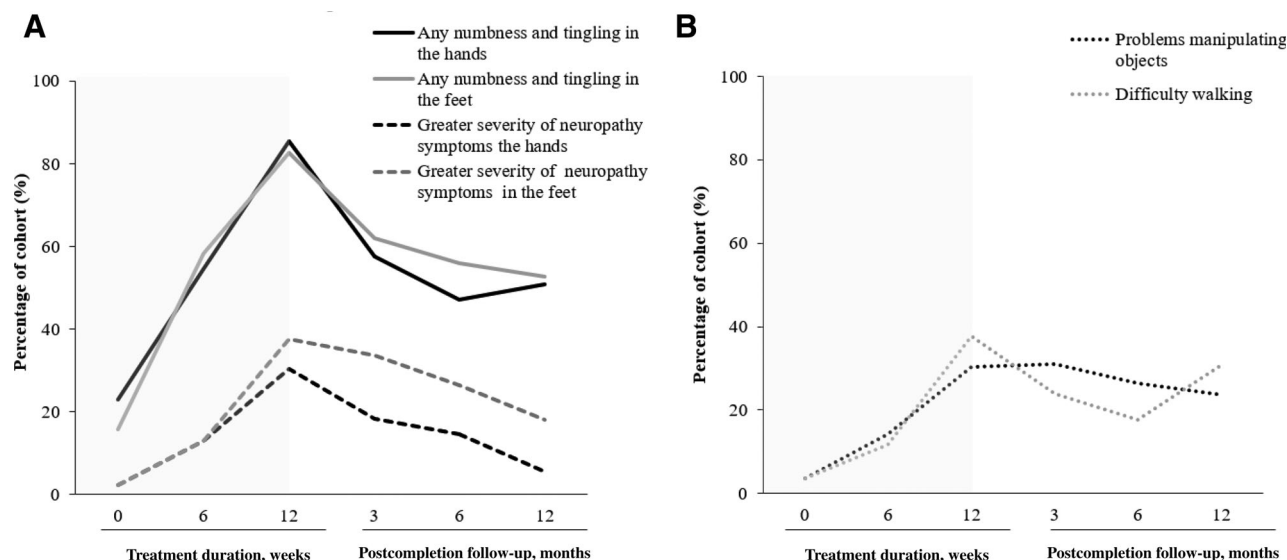 A
Any numbness and tingling in
the hands
Any numbness and tingling in
the feet
Greater severity of neuropathy
symptoms the hands
Greater severity of neuropathy
symptoms in the feet
Percentage of cohort (%)
100
80
60
40
20
0
0 6 12 3 6 12
Treatment duration, weeks Postcompletion follow-up, months
B
Problems manipulating
objects
Difficulty walking
Percentage of cohort (%)
100
80
60
40
20
0
0 6 12 3 6 12
Treatment duration, weeks Postcompletion follow-up, months